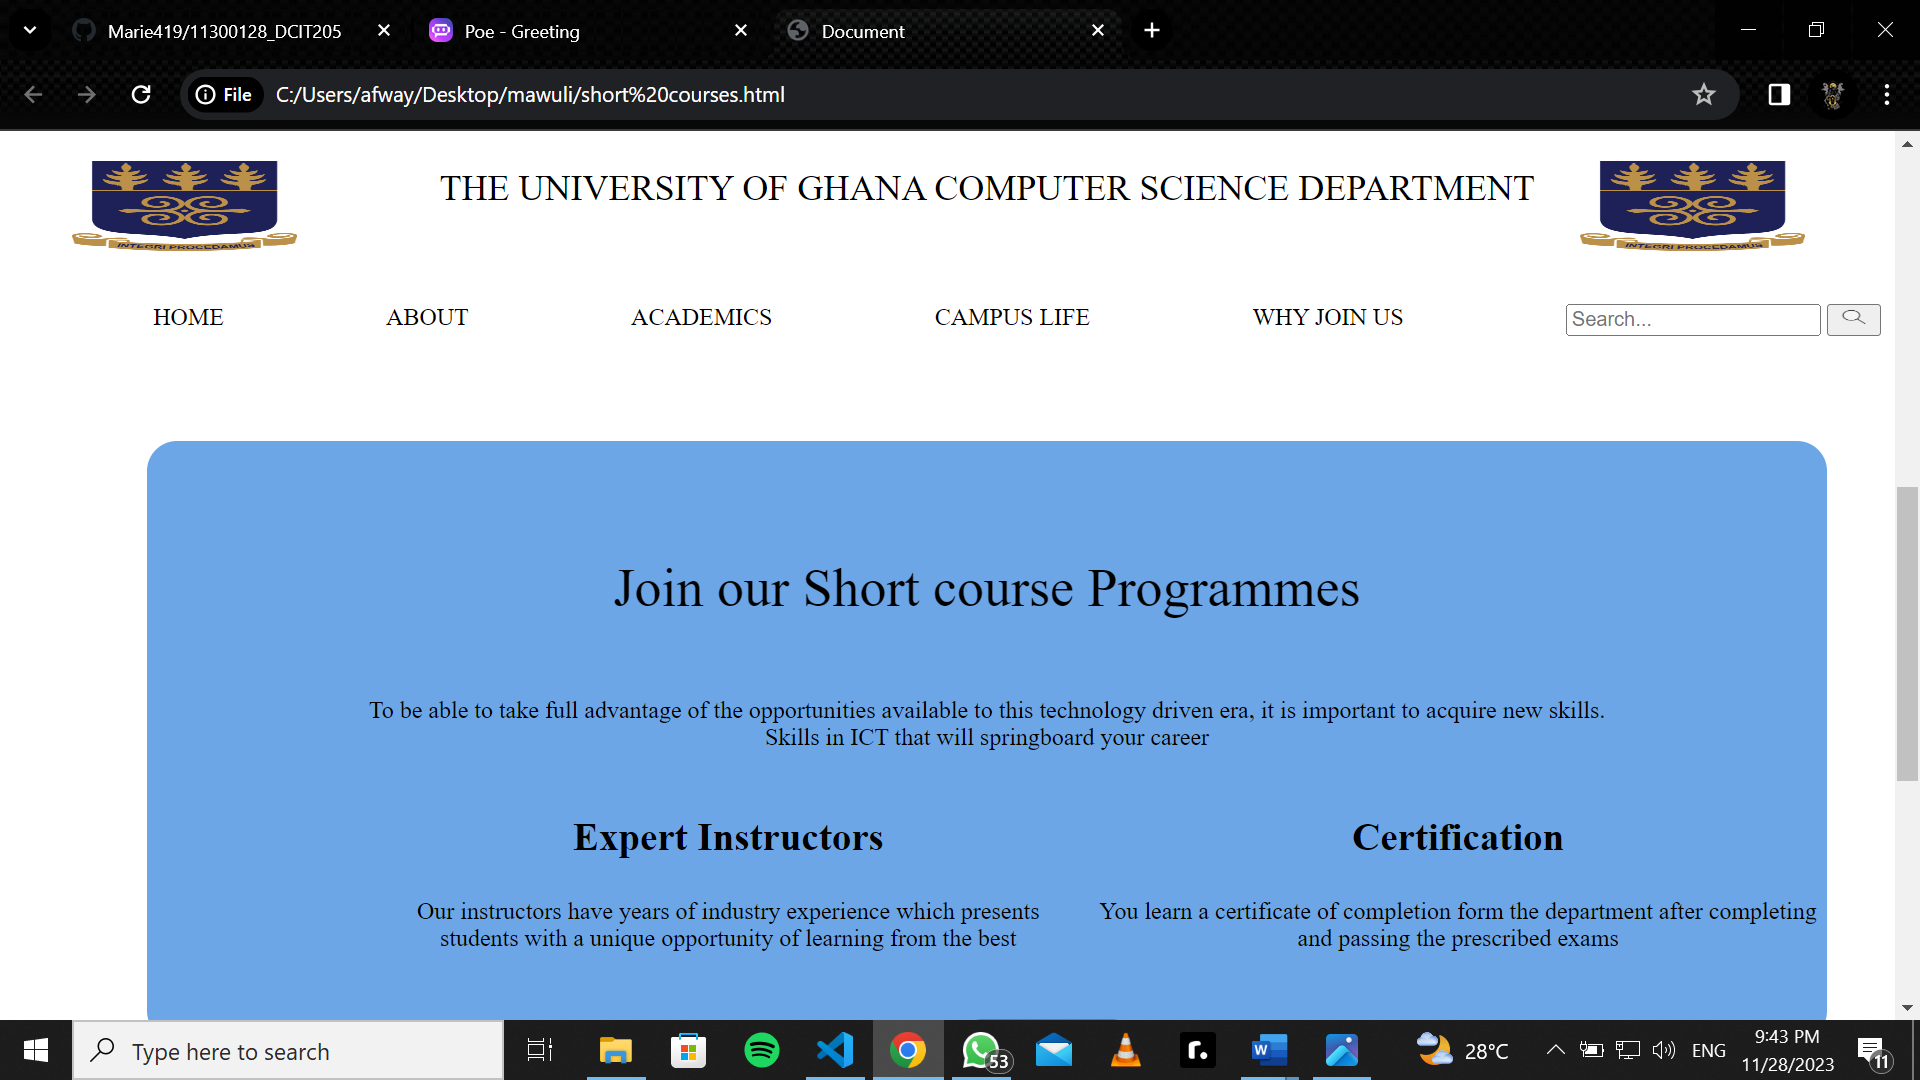 Marie419/11300128_DCIT205
Poe - Greeting
Document
File
C:/Users/afway/Desktop/mawuli/short%20courses.html
INTEGRI PROCEDAMUS
THE UNIVERSITY OF GHANA COMPUTER SCIENCE DEPARTMENT
INTEGRI PROCEDAMUS
HOME
ABOUT
ACADEMICS
CAMPUS LIFE
WHY JOIN US
Search...
Join our Short course Programmes
To be able to take full advantage of the opportunities available to this technology driven era, it is important to acquire new skills.
Skills in ICT that will springboard your career
Expert Instructors
Our instructors have years of industry experience which presents
students with a unique opportunity of learning from the best
Certification
You learn a certificate of completion form the department after completing
and passing the prescribed exams
Type here to search
53
W
r.
28°C
ENG
9:43 PM
11/28/2023
11